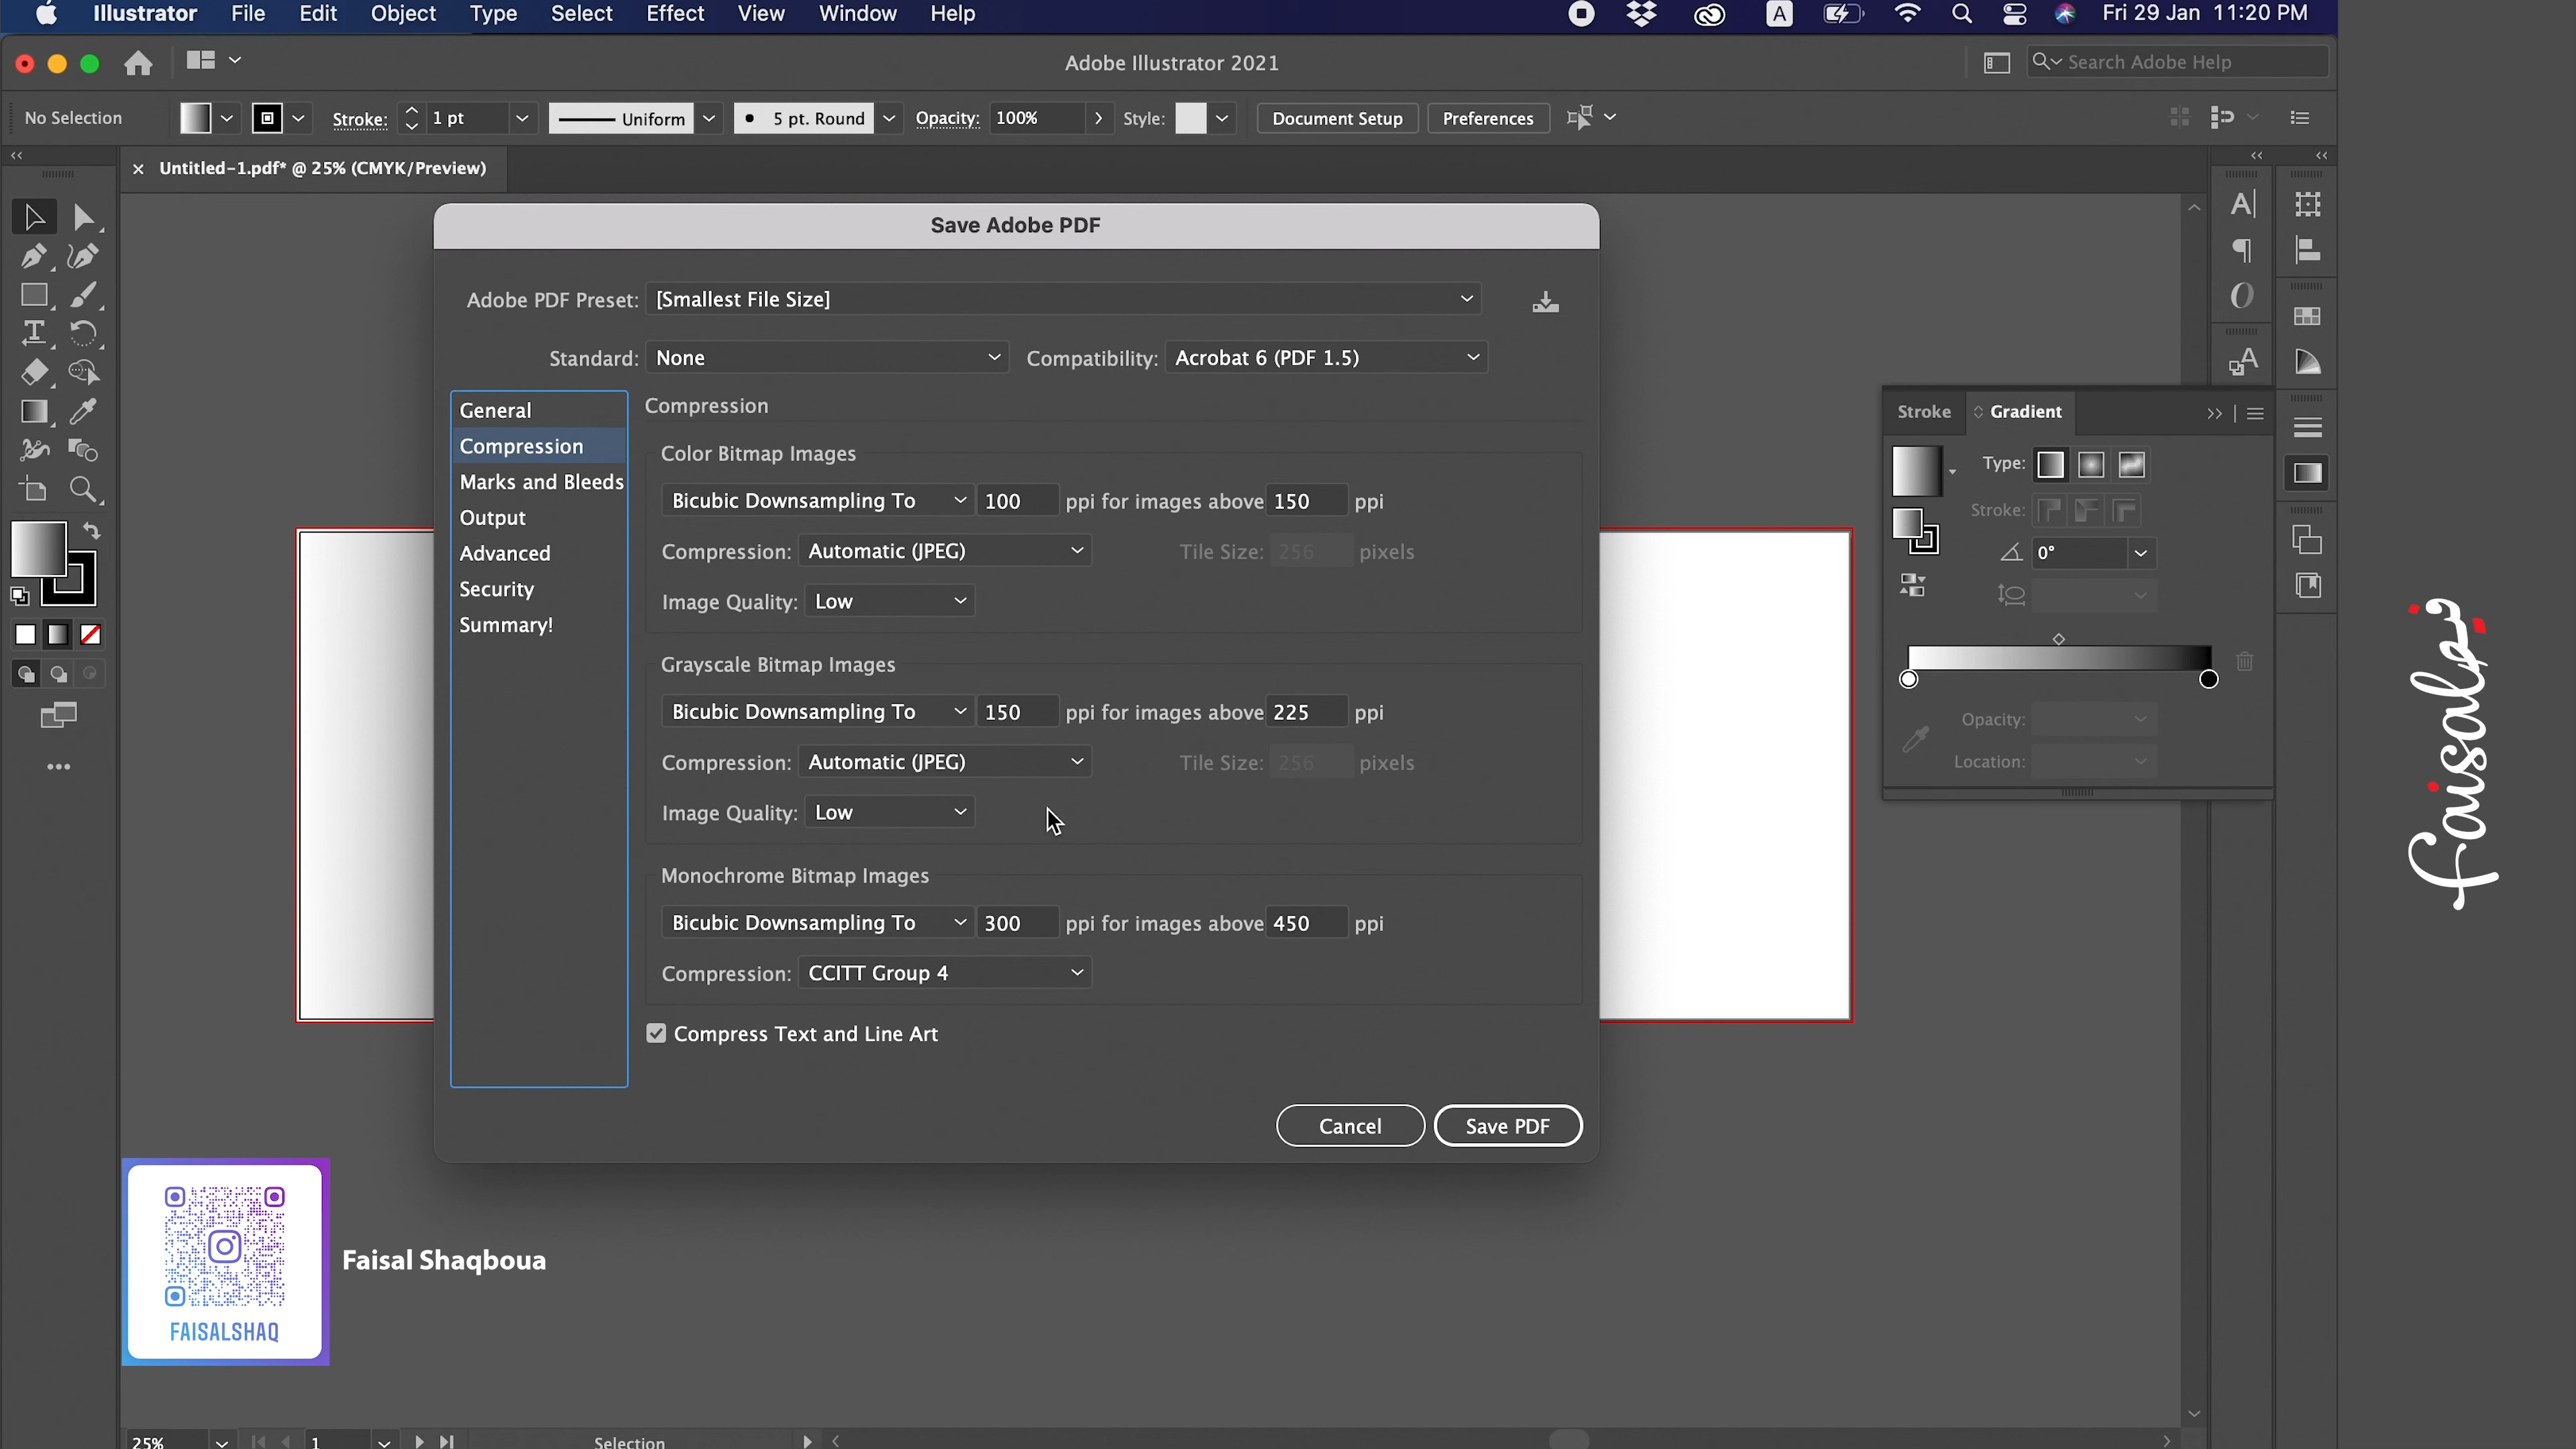 Illustrator File Edit Object Type Select Effect View Window Help A Fri 29 Jan 11:20 PM
Adobe Illustrator 2021 Search Adobe Help
No Selection Stroke: 1 pt Uniform 5 pt. Round Opacity: 100% Style: Document Setup Preferences
Untitled-1.pdf* @ 25% (CMYK/Preview)
Save Adobe PDF
Adobe PDF Preset: [Smallest File Size]
Standard: None Compatibility: Acrobat 6 (PDF 1.5)
General
Compression
Marks and Bleeds
Output
Advanced
Security
Summary!
Compression
Color Bitmap Images
Bicubic Downsampling To 100 ppi for images above 150 ppi
Compression: Automatic (JPEG) Tile Size: 256 pixels
Image Quality: Low
Grayscale Bitmap Images
Bicubic Downsampling To 150 ppi for images above 225 ppi
Compression: Automatic (JPEG) Tile Size: 256 pixels
Image Quality: Low
Monochrome Bitmap Images
Bicubic Downsampling To 300 ppi for images above 450 ppi
Compression: CCITT Group 4
Compress Text and Line Art
Cancel Save PDF
Stroke Gradient
Type:
Stroke:
0°
Opacity:
Location:
FAISALSHAQ
Faisal Shaqboua
25% 1 Selection